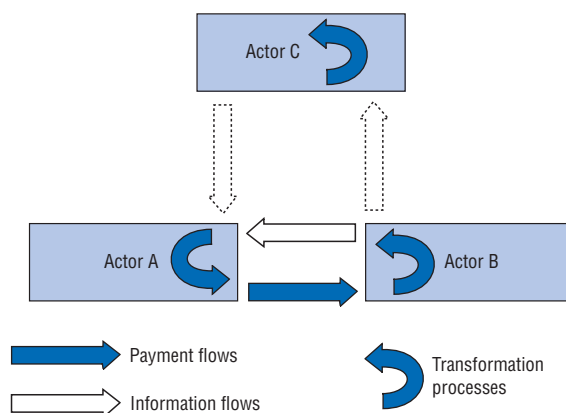 Actor C
Actor A
Actor B
Payment flows
Information flows
Transformation
processes